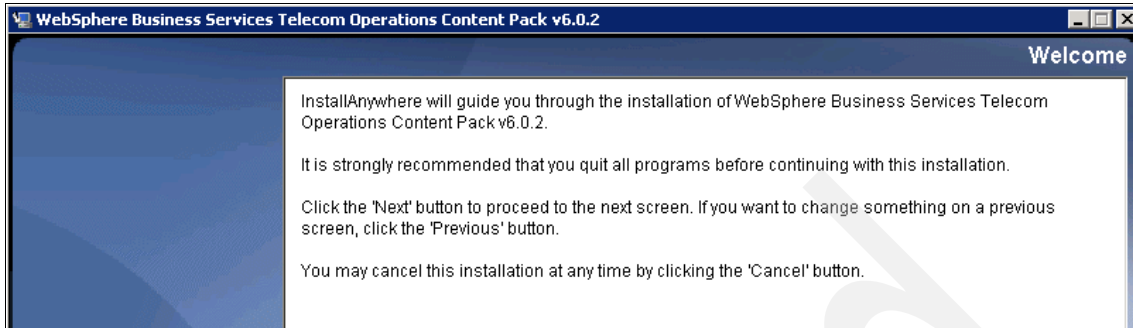 WebSphere Business Services Telecom Operations Content Pack v6.0.2
Welcome
InstallAnywhere will guide you through the installation of WebSphere Business Services Telecom
Operations Content Pack v6.0.2.
It is strongly recommended that you quit all programs before continuing with this installation.
Click the 'Next' button to proceed to the next screen. If you want to change something on a previous
screen, click the 'Previous' button.
You may cancel this installation at any time by clicking the 'Cancel' button.